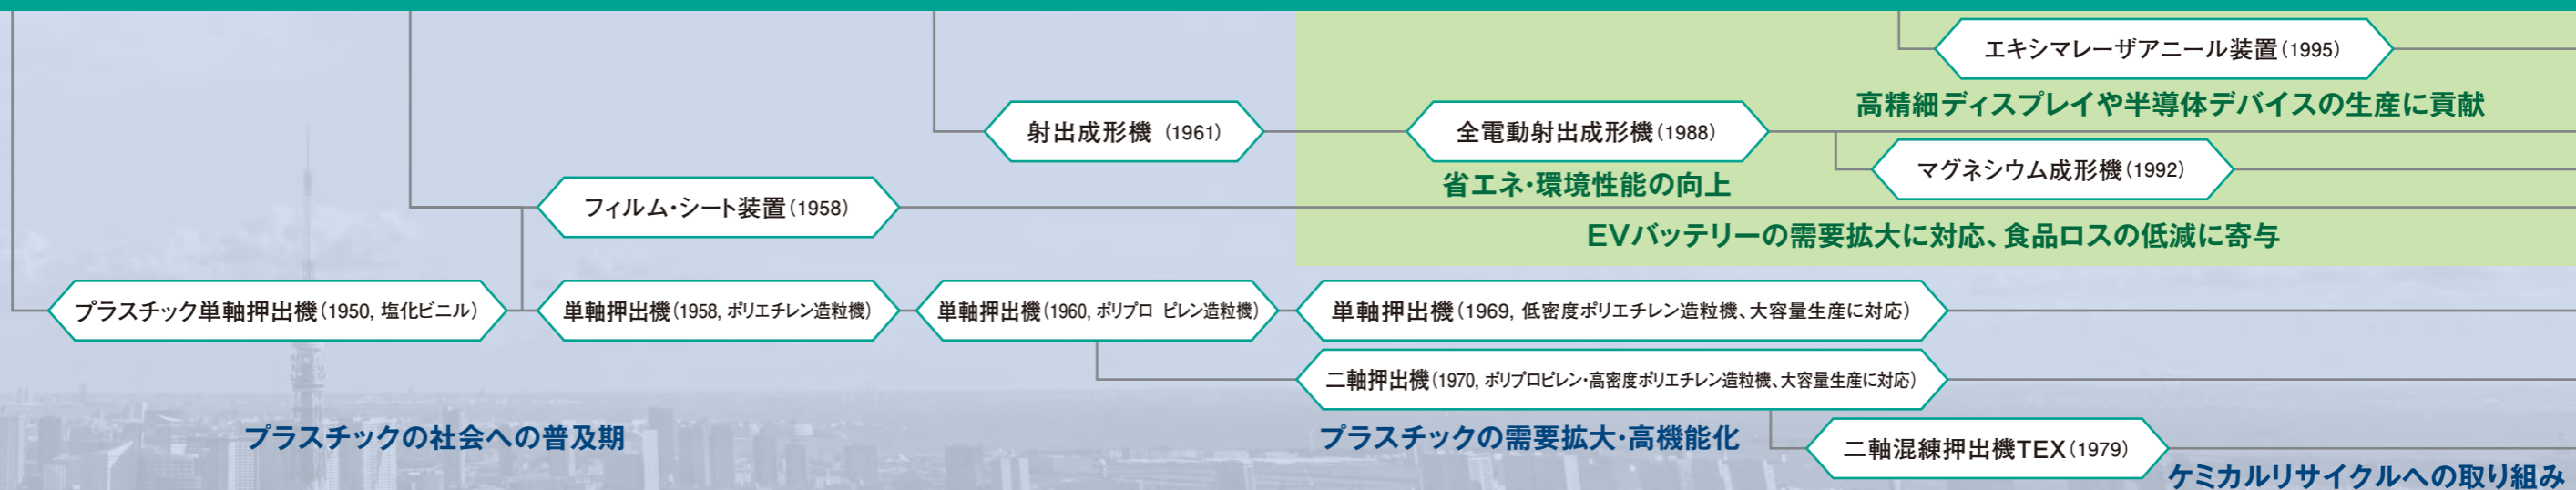 エキシマレーザアニール装置(1995)
高精細ディスプレイや半導体デバイスの生産に貢献
射出成形機 (1961)
全電動射出成形機(1988)
マグネシウム成形機(1992)
省エネ・環境性能の向上
フィルム・シート装置(1958)
EVバッテリーの需要拡大に対応、食品ロスの低減に寄与
プラスチック単軸押出機(1950, 塩化ビニル)
単軸押出機(1958, ポリエチレン造粒機)
単軸押出機(1960, ポリプロ ピレン造粒機)
単軸押出機(1969, 低密度ポリエチレン造粒機、大容量生産に対応)
二軸押出機(1970, ポリプロピレン・高密度ポリエチレン造粒機、大容量生産に対応)
プラスチックの社会への普及期
プラスチックの需要拡大・高機能化
二軸混練押出機TEX(1979)
ケミカルリサイクルへの取り組み